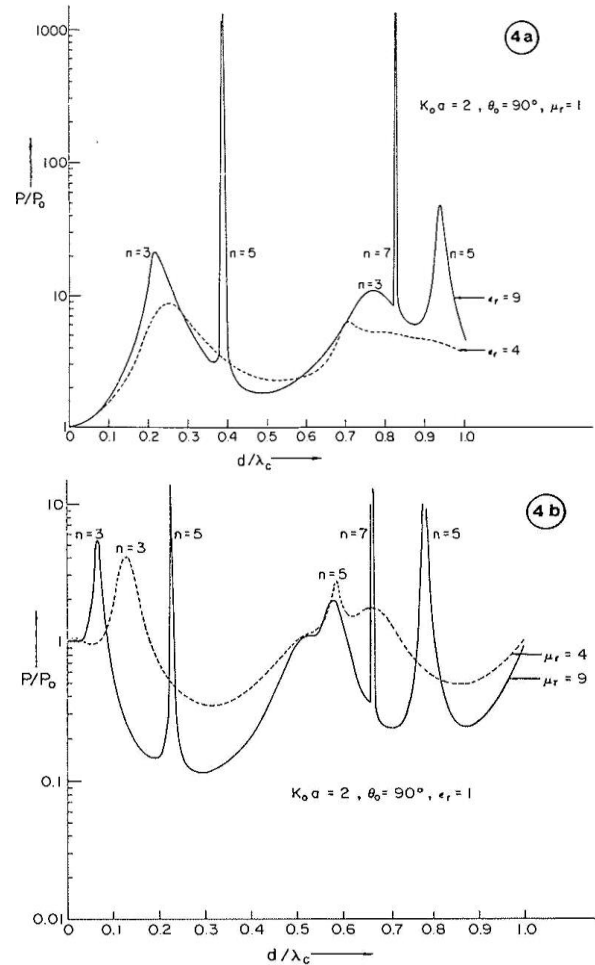 4a
1000
100
10
1
P/P₀
K₀a = 2 , θ₀ = 90°, μᵣ = 1
n=3
n=5
n=7
n=3
n=5
ϵᵣ = 9
ϵᵣ = 4
0 0.1 0.2 0.3 0.4 0.5 0.6 0.7 0.8 0.9 1.0
d/λ꜀
4b
10
1
0.1
0.01
P/P₀
n=3
n=3
n=5
n=5
n=7
n=5
μᵣ = 4
μᵣ = 9
K₀a = 2 , θ₀ = 90°, ϵᵣ = 1
0 0.1 0.2 0.3 0.4 0.5 0.6 0.7 0.8 0.9 1.0
d/λ꜀